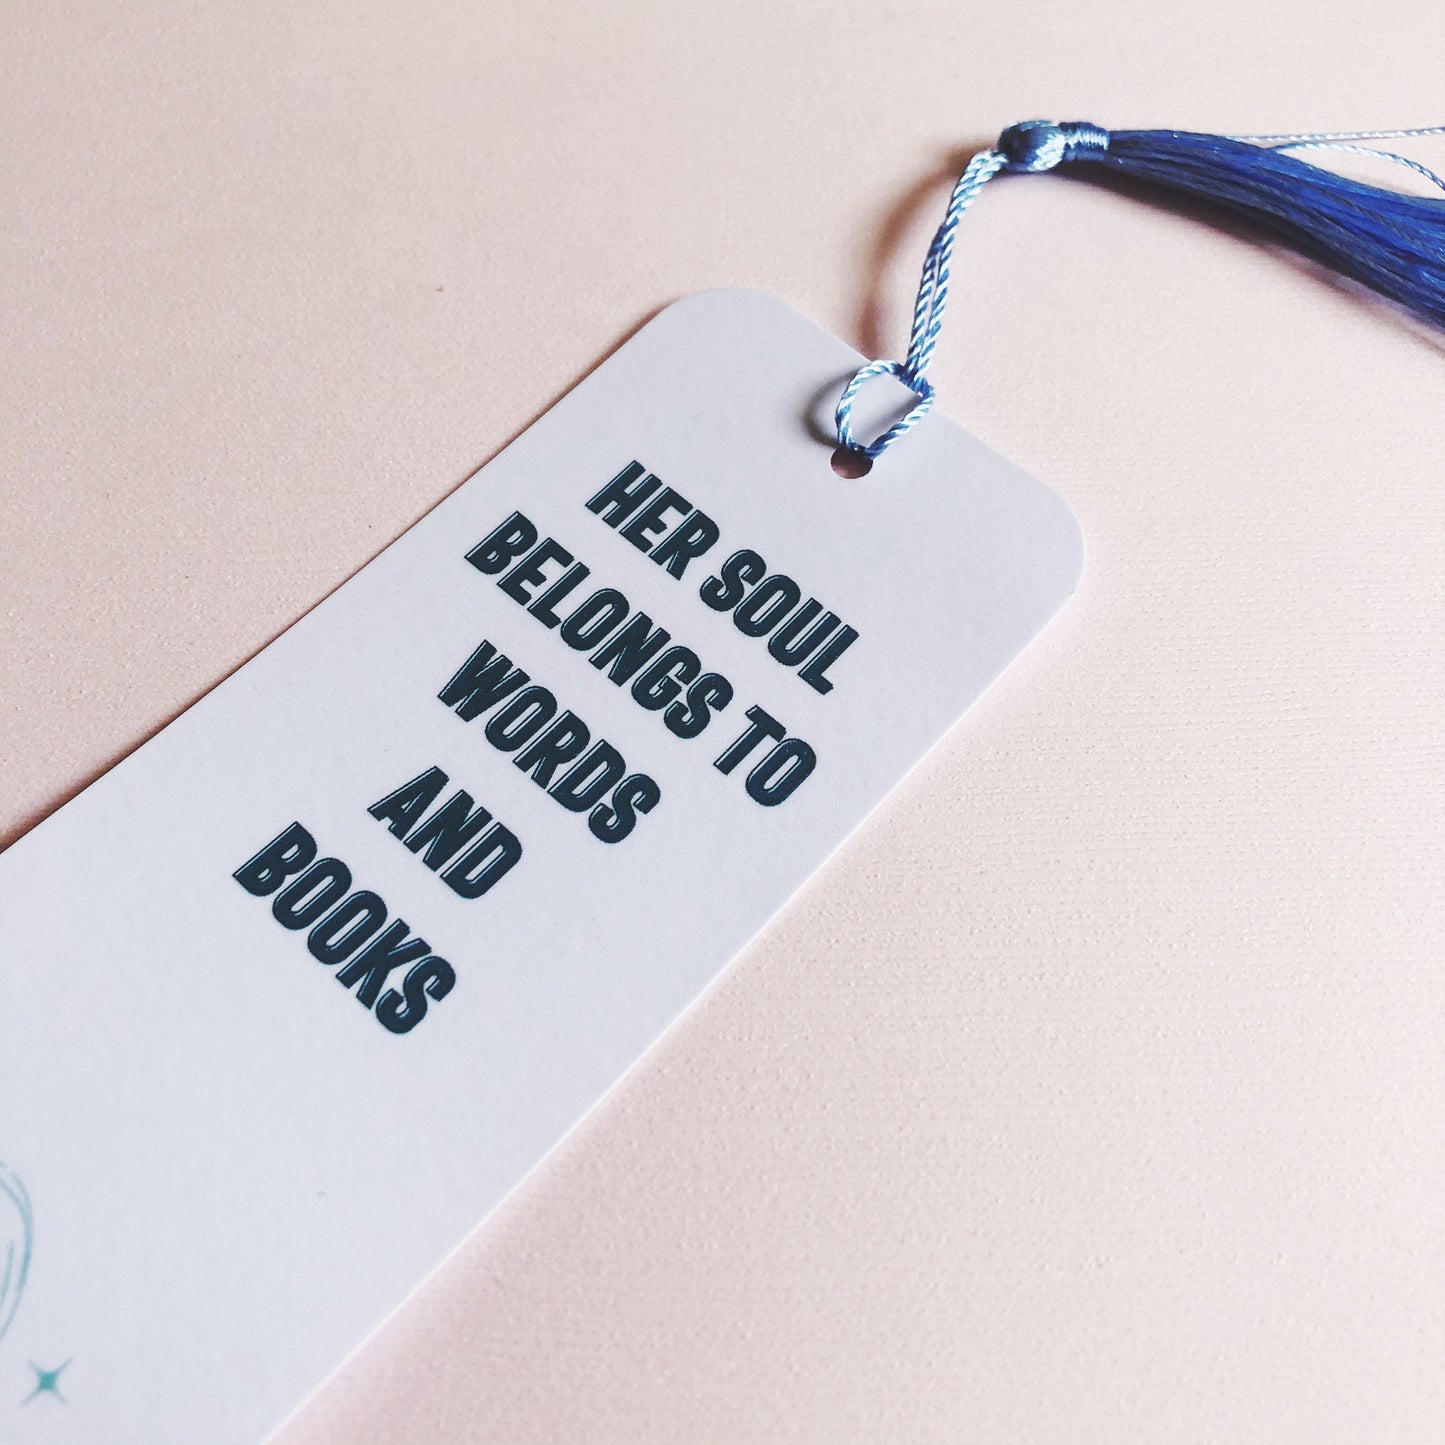 HER SOUL
BELONGS TO
WORDS
AND
BOOKS